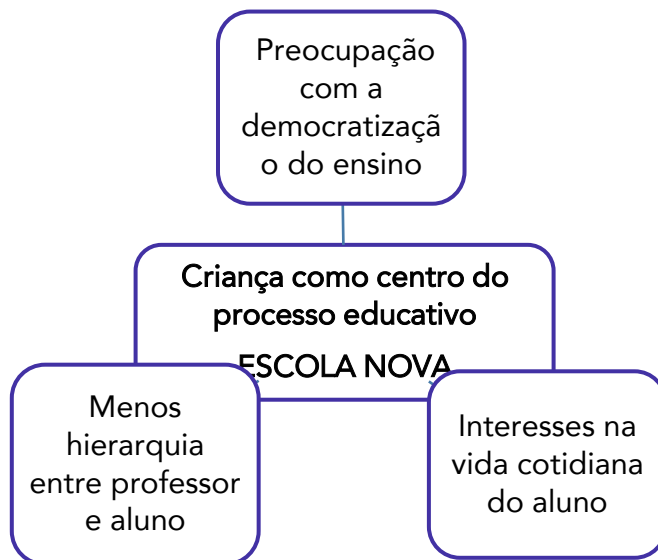 Preocupação
com a
democratizaçã
o do ensino
Criança como centro do
processo educativo
ESCOLA NOVA
Menos
hierarquia
entre professor
e aluno
Interesses na
vida cotidiana
do aluno